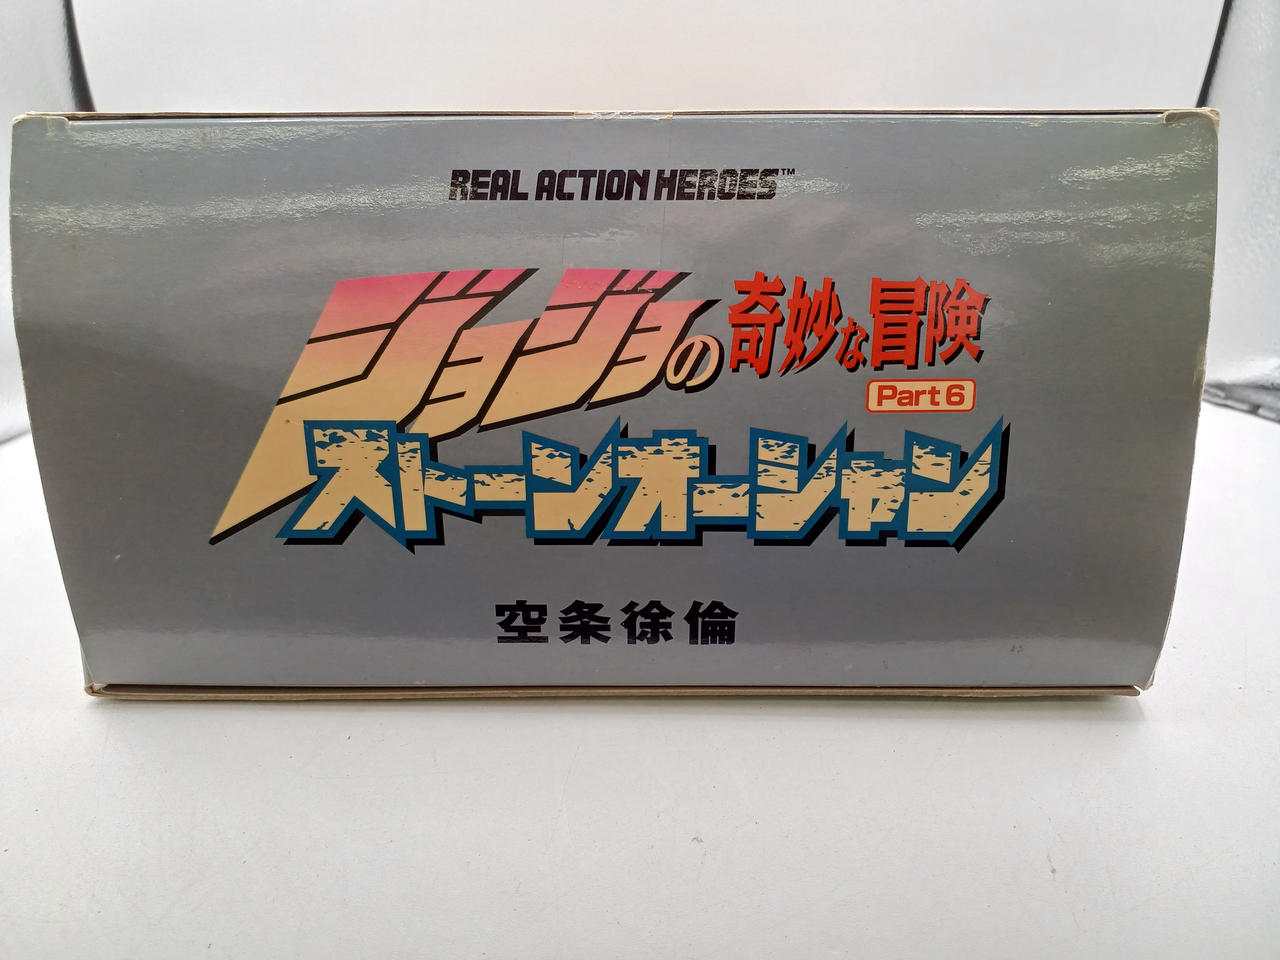 REAL ACTION HEROES™
ジョジョの奇妙な冒険
Part 6
ストーンオーシャン
空条徐倫